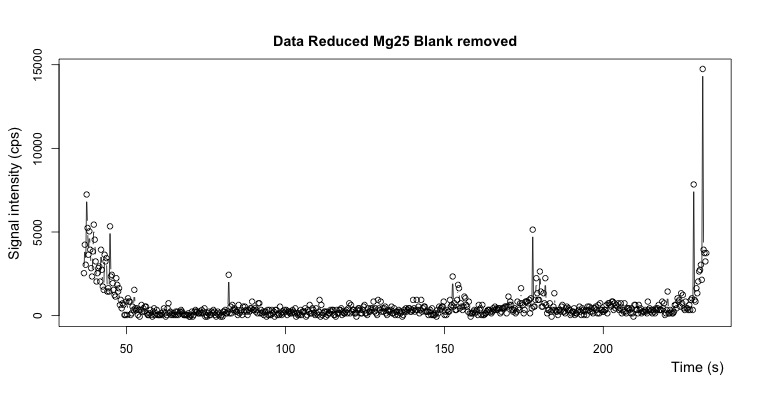 Data Reduced Mg25 Blank removed
Signal intensity (cps)
15000
10000
5000
0
50 100 150 200
Time (s)